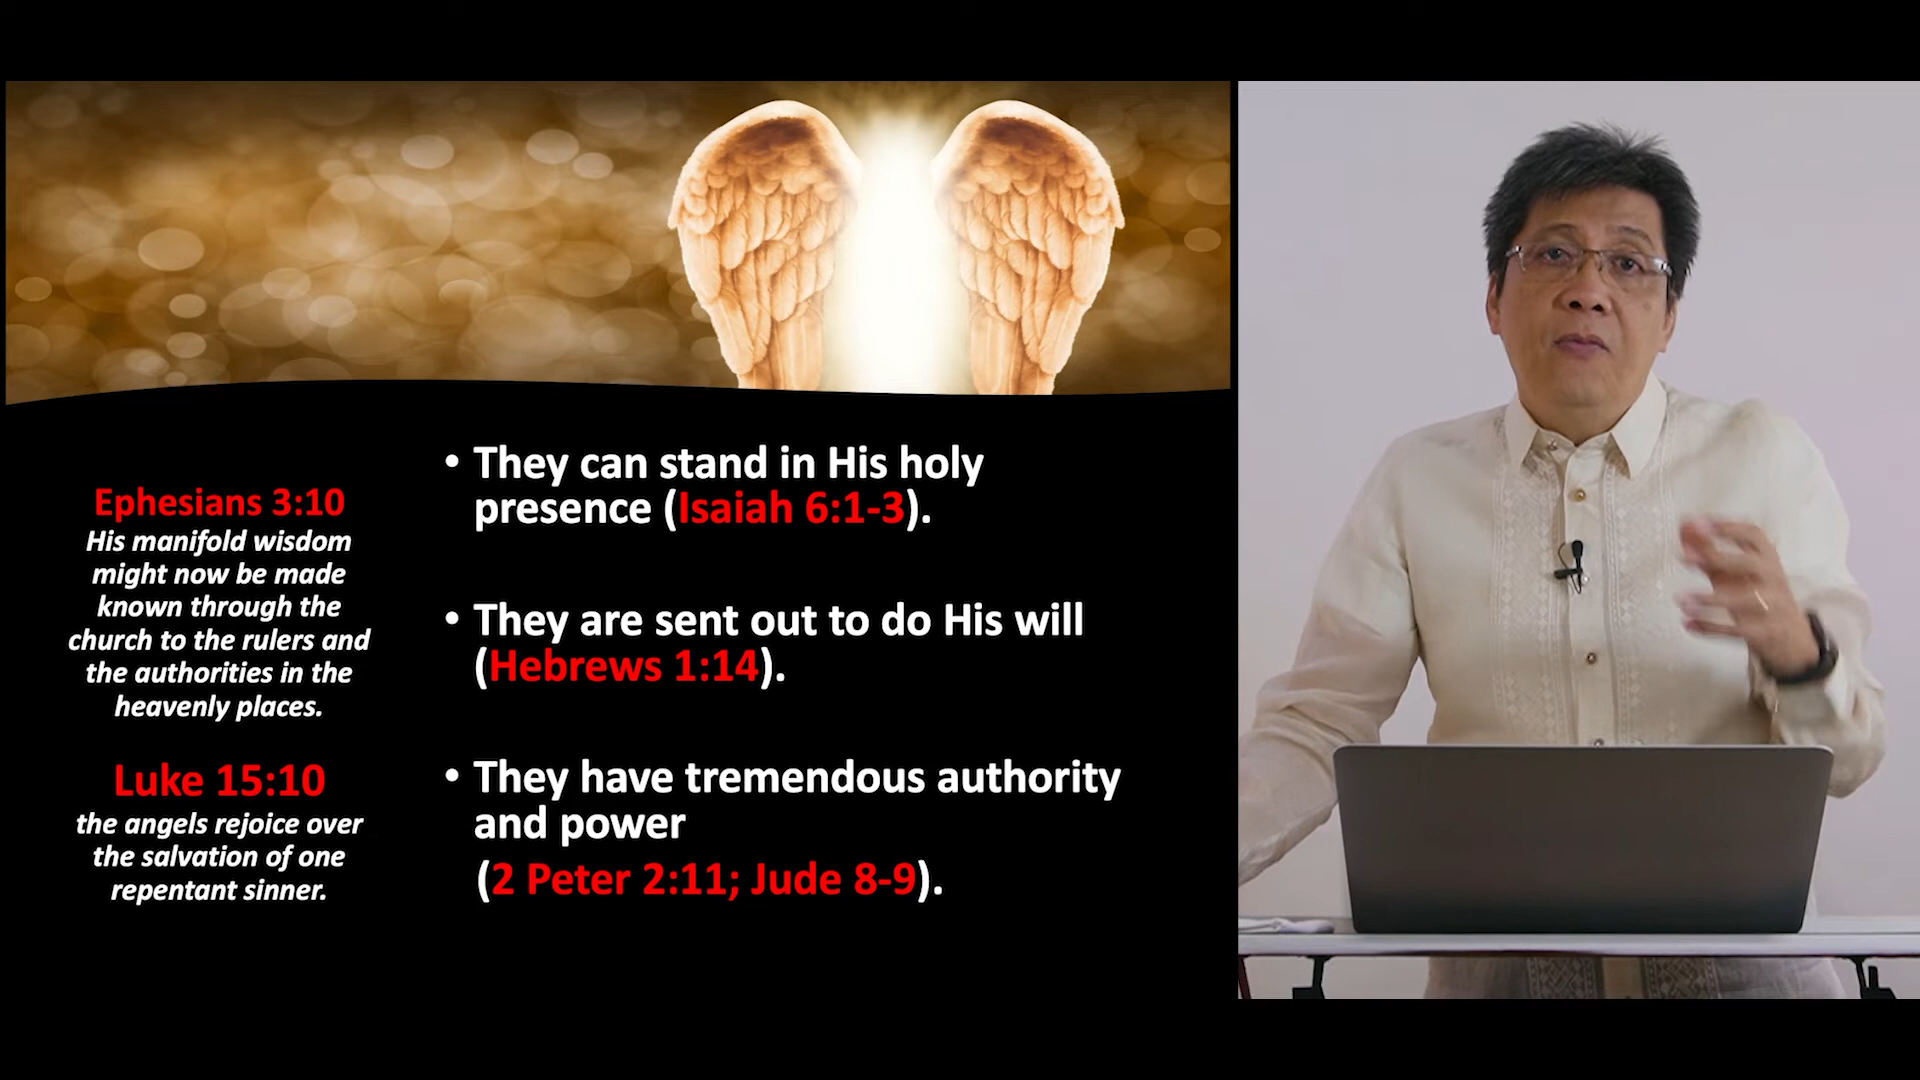 Ephesians 3:10
His manifold wisdom
might now be made
known through the
church to the rulers and
the authorities in the
heavenly places.
Luke 15:10
the angels rejoice over
the salvation of one
repentant sinner.
• They can stand in His holy
presence (Isaiah 6:1-3).
• They are sent out to do His will
(Hebrews 1:14).
• They have tremendous authority
and power
(2 Peter 2:11; Jude 8-9).